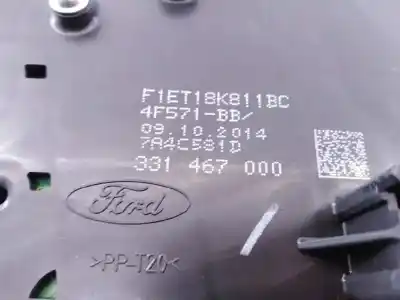 F1ET18K811BC
4F571-BB/
09.10.2014
7A4C581D
331 467 000
Ford
>PP-T20<